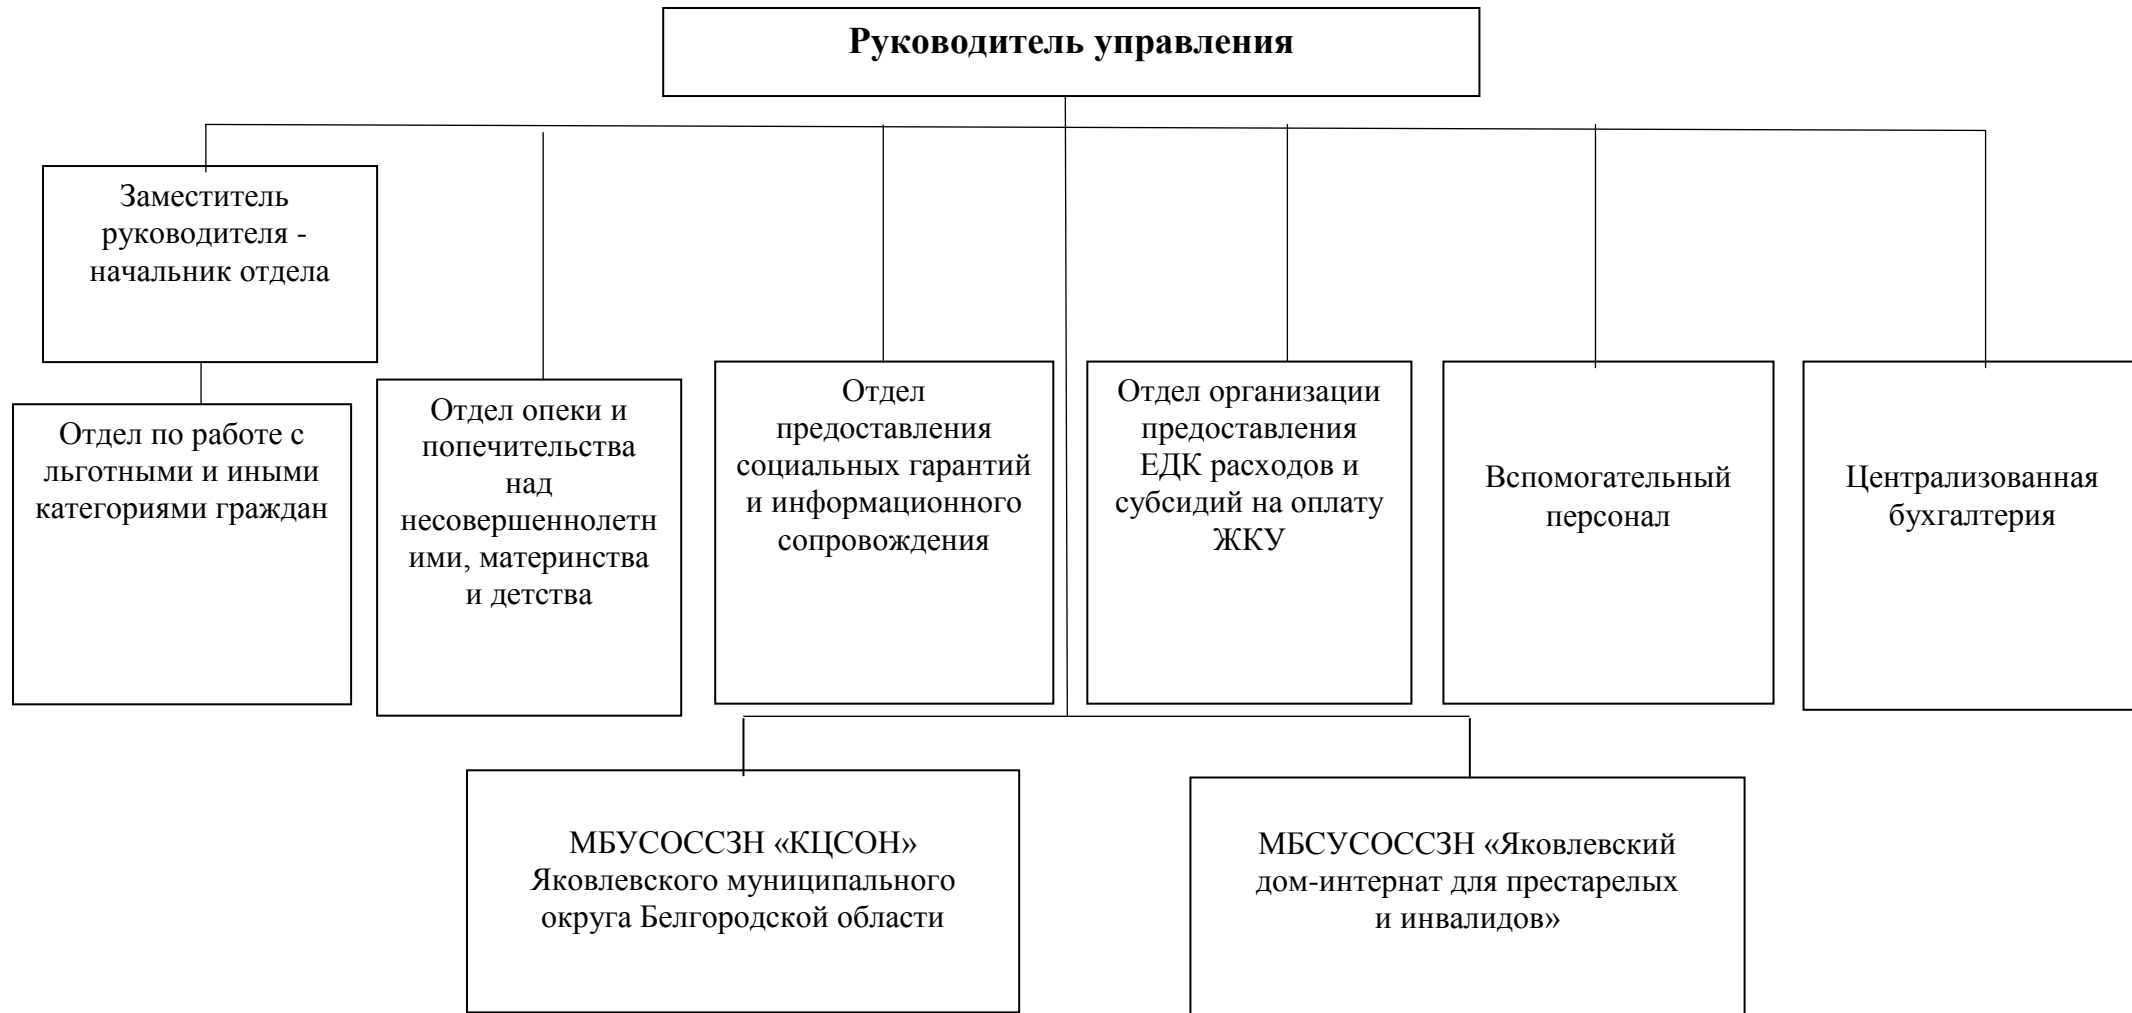 Руководитель управления
Заместитель
руководителя -
начальник отдела
Отдел по работе с
льготными и иными
категориями граждан
Отдел опеки и
попечительства
над
несовершеннолетн
ими, материнства
и детства
Отдел
предоставления
социальных гарантий
и информационного
сопровождения
Отдел организации
предоставления
ЕДК расходов и
субсидий на оплату
ЖКУ
Вспомогательный
персонал
Централизованная
бухгалтерия
МБУСОССЗН «КЦСОН»
Яковлевского муниципального
округа Белгородской области
МБСУСОССЗН «Яковлевский
дом-интернат для престарелых
и инвалидов»